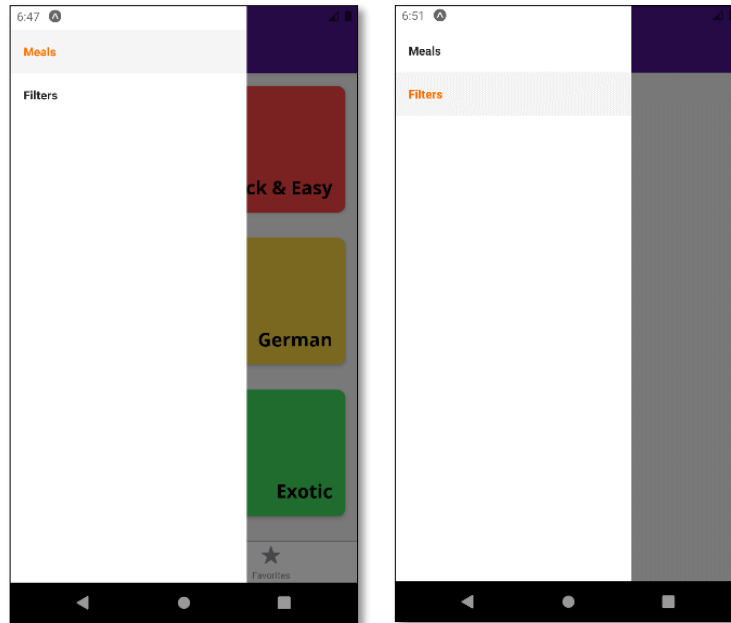 6:47
Meals
Filters
ck & Easy
German
Exotic
Favorites
6:51
Meals
Filters